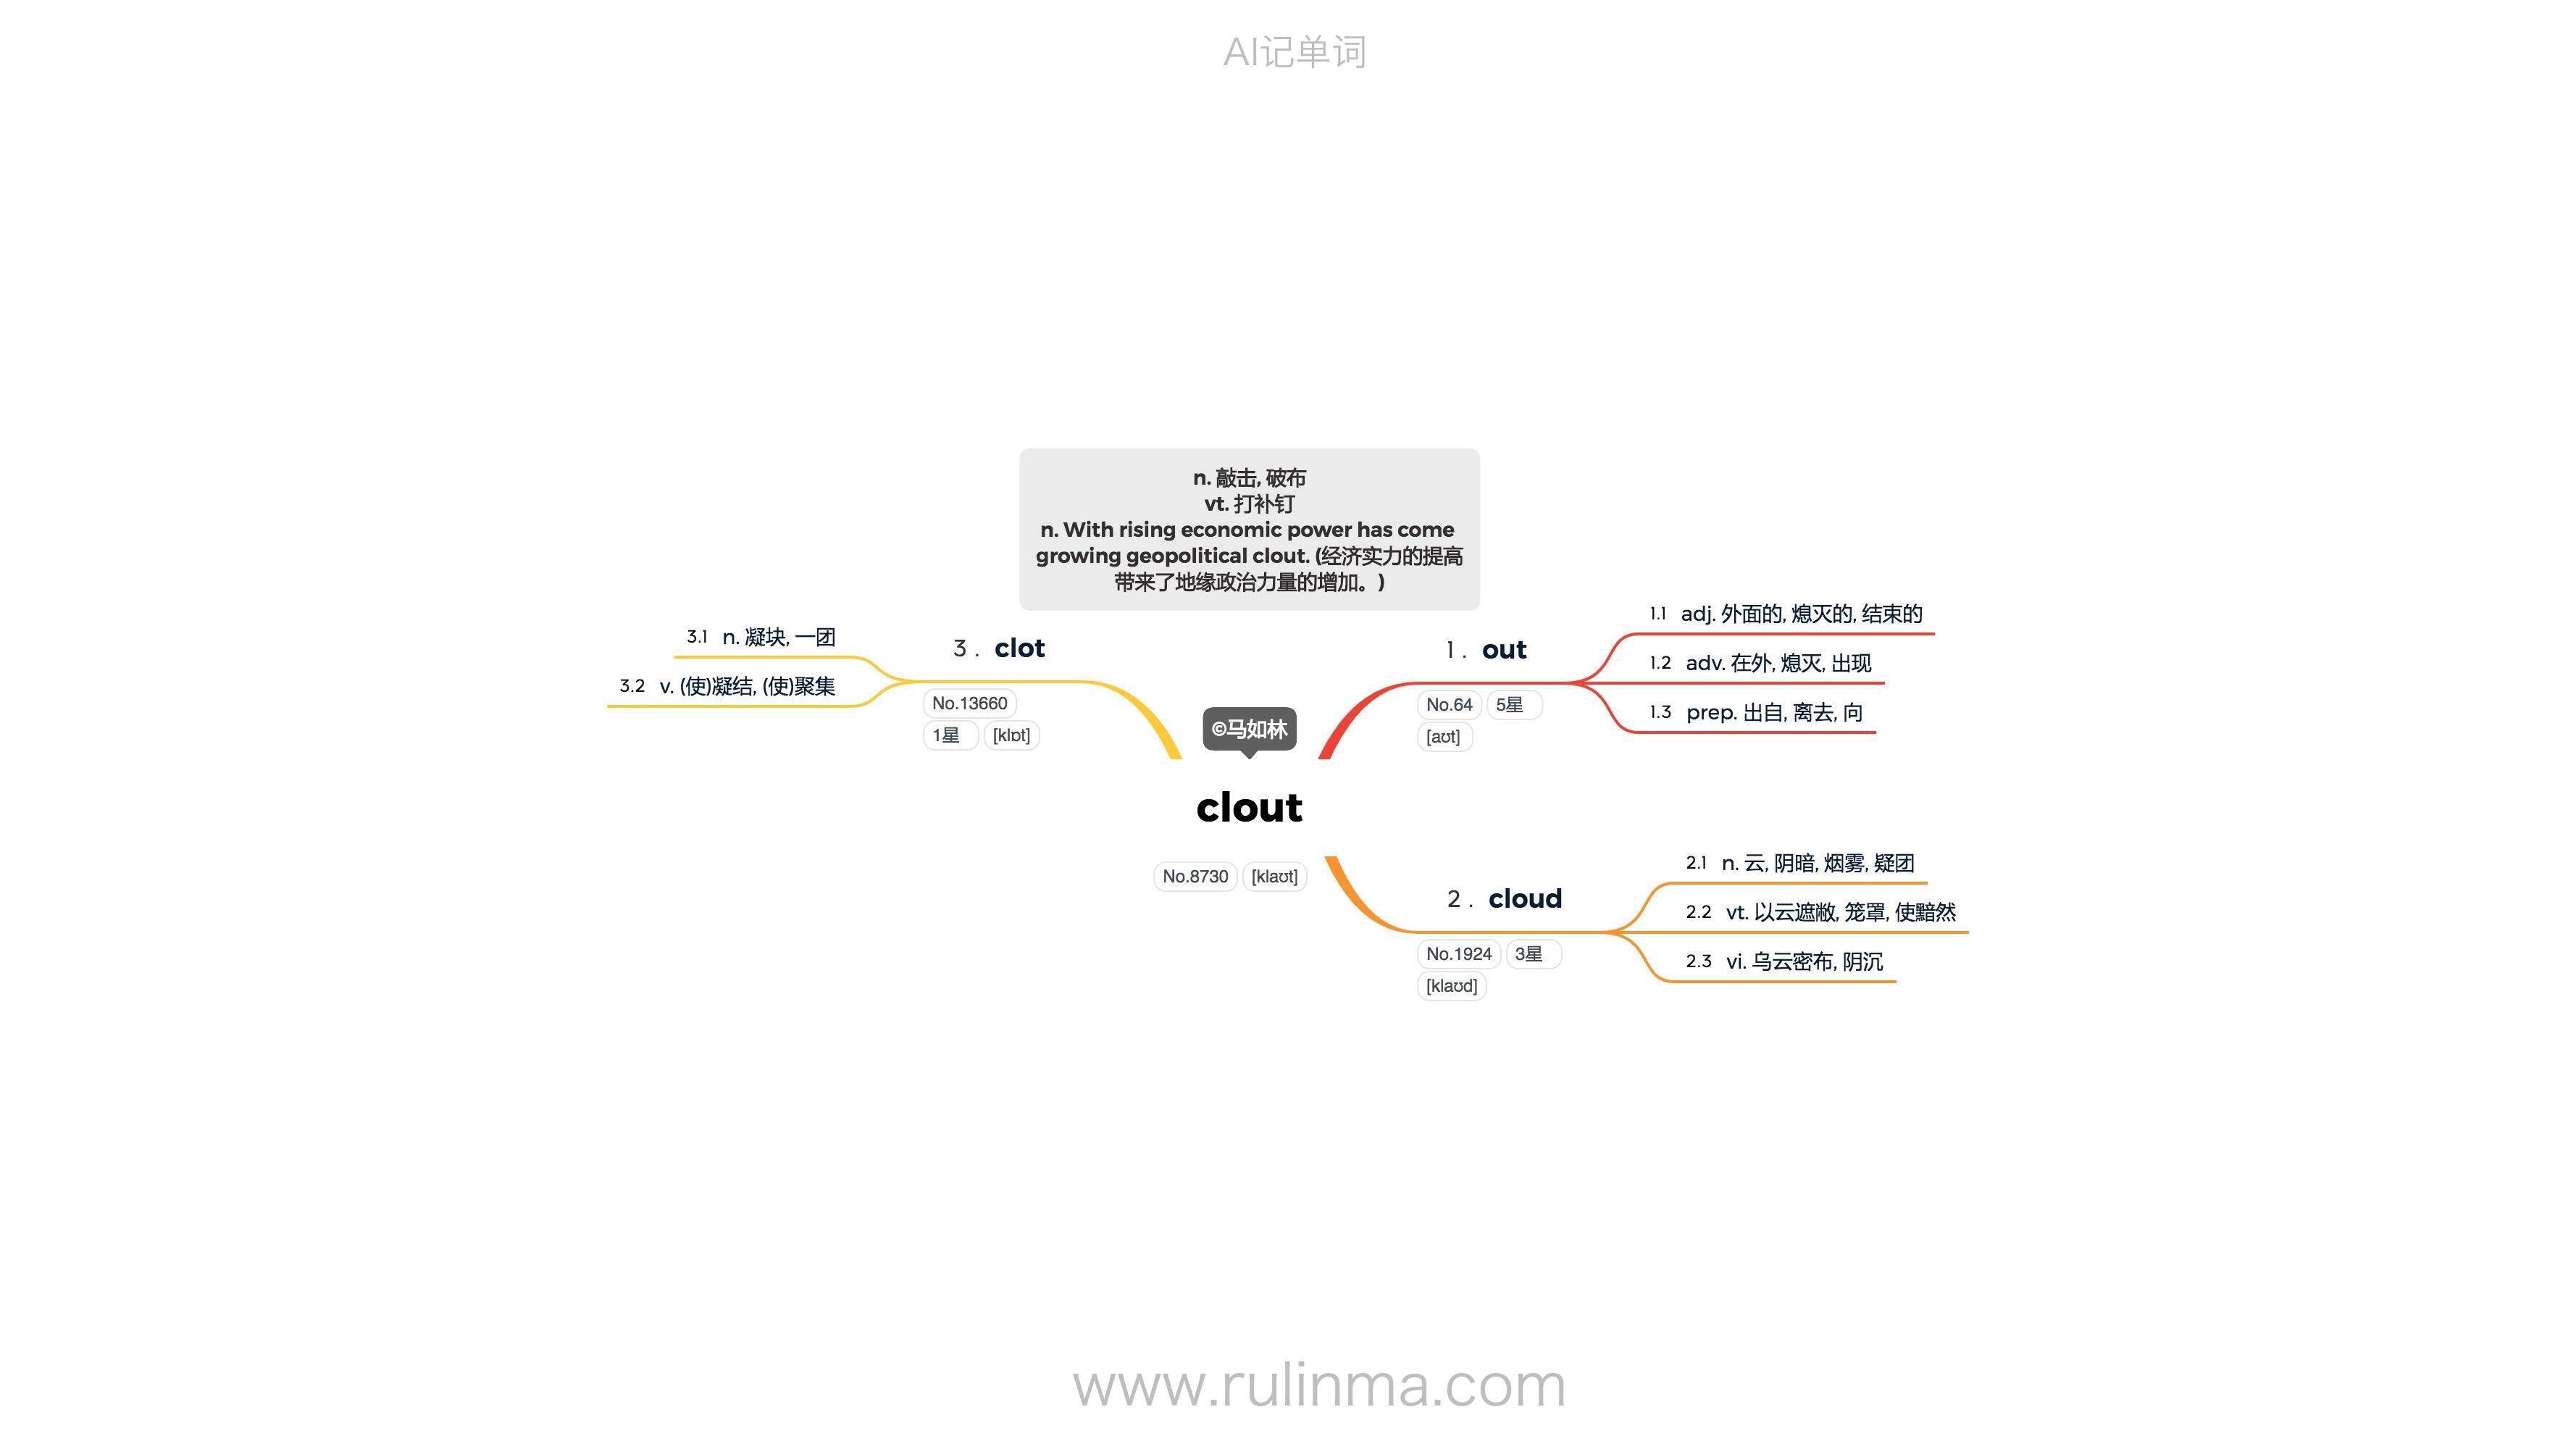 AI记单词
n. 敲击, 破布
vt. 打补钉
n. With rising economic power has come
growing geopolitical clout. (经济实力的提高
带来了地缘政治力量的增加。)
©马如林
clout
No.8730 [klaʊt]
1. out
No.64 5星
[aʊt]
1.1 adj. 外面的, 熄灭的, 结束的
1.2 adv. 在外, 熄灭, 出现
1.3 prep. 出自, 离去, 向
2. cloud
No.1924 3星
[klaʊd]
2.1 n. 云, 阴暗, 烟雾, 疑团
2.2 vt. 以云遮敝, 笼罩, 使黯然
2.3 vi. 乌云密布, 阴沉
3. clot
No.13660
1星 [klɒt]
3.1 n. 凝块, 一团
3.2 v. (使)凝结, (使)聚集
www.rulinma.com